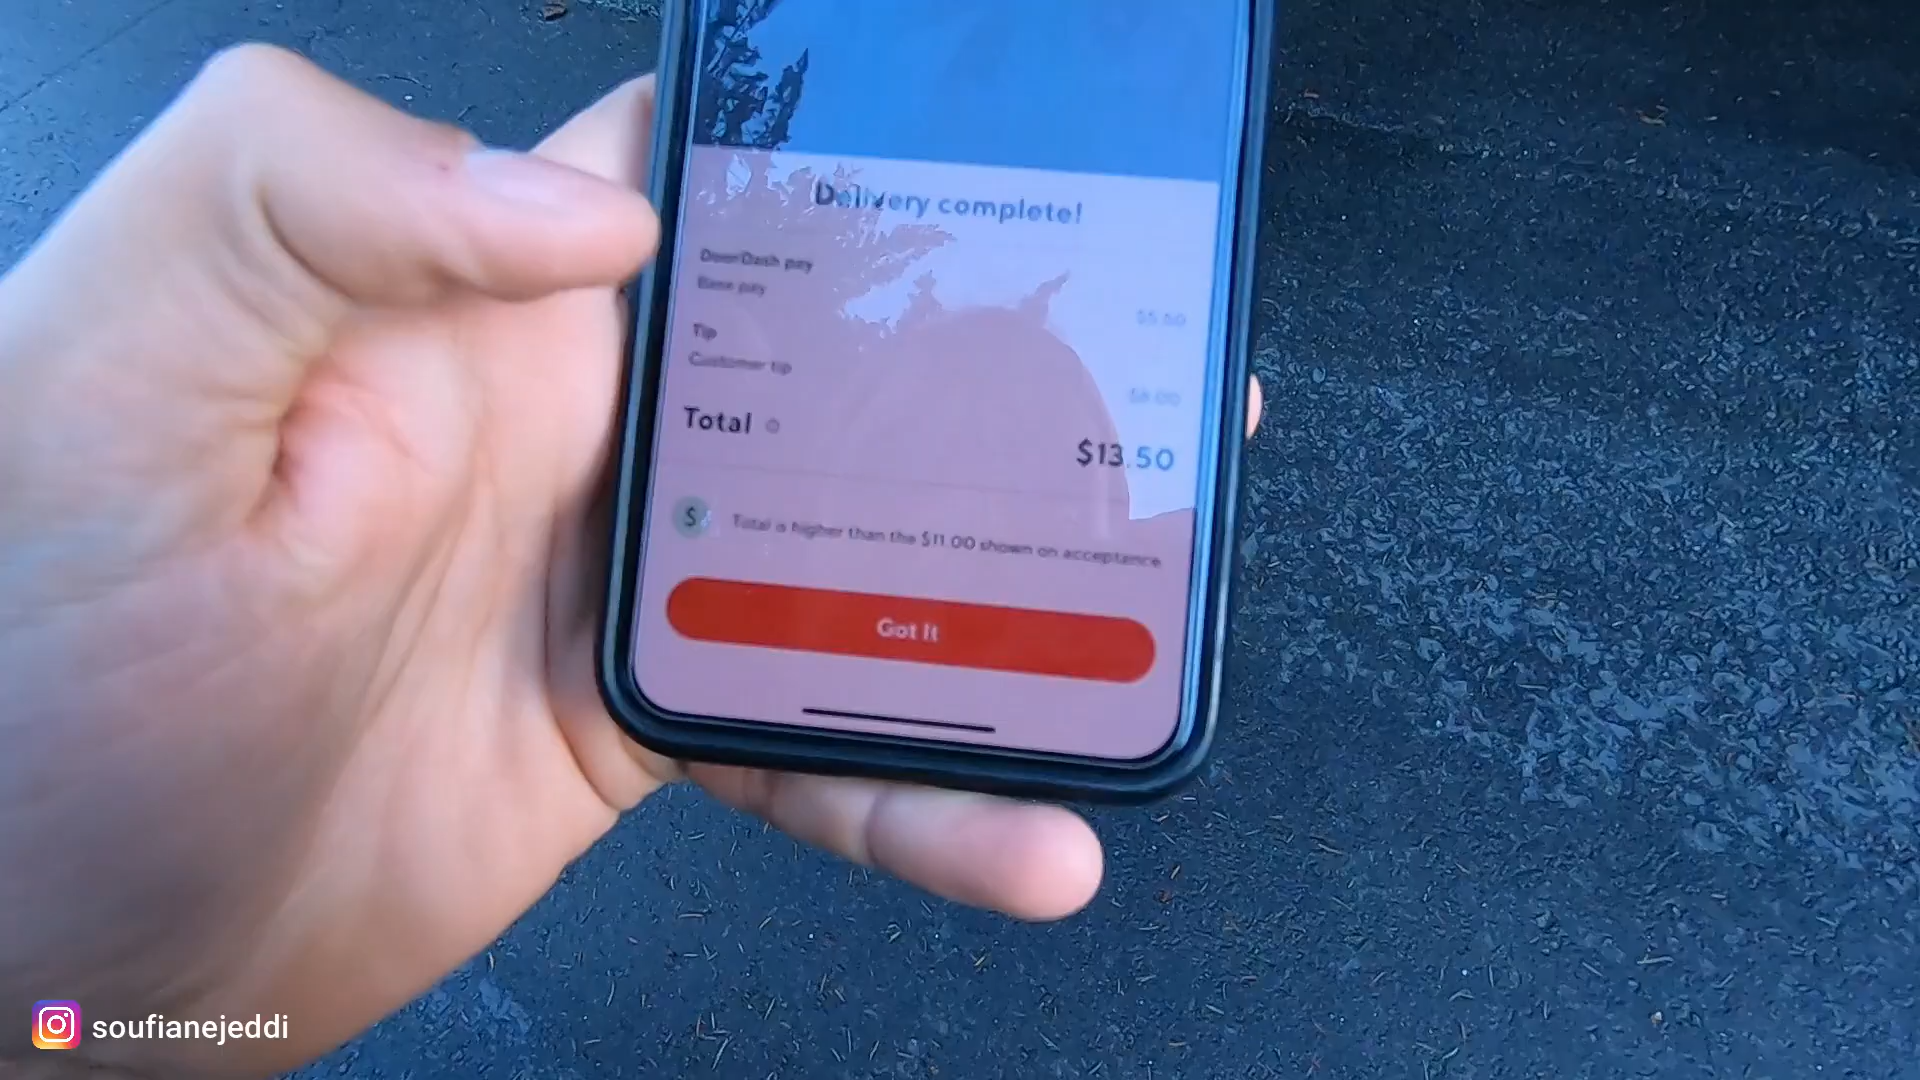 Delivery complete!
DoorDash pay
Base pay
Tip
Customer tip
Total
$13.50
$ Total is higher than the $11.00 shown on acceptance
Got It
soufianejeddi